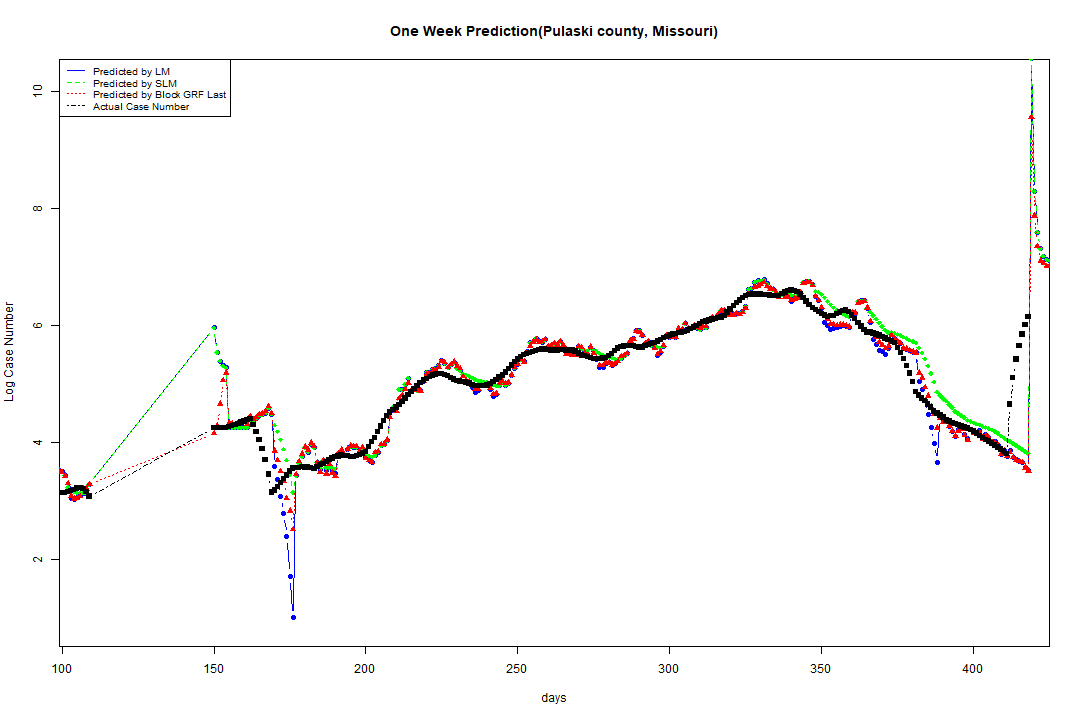 One Week Prediction(Pulaski county, Missouri)
Predicted by LM
Predicted by SLM
Predicted by Block GRF Last
Actual Case Number
10
8
6
4
2
Log Case Number
100 150 200 250 300 350 400
days